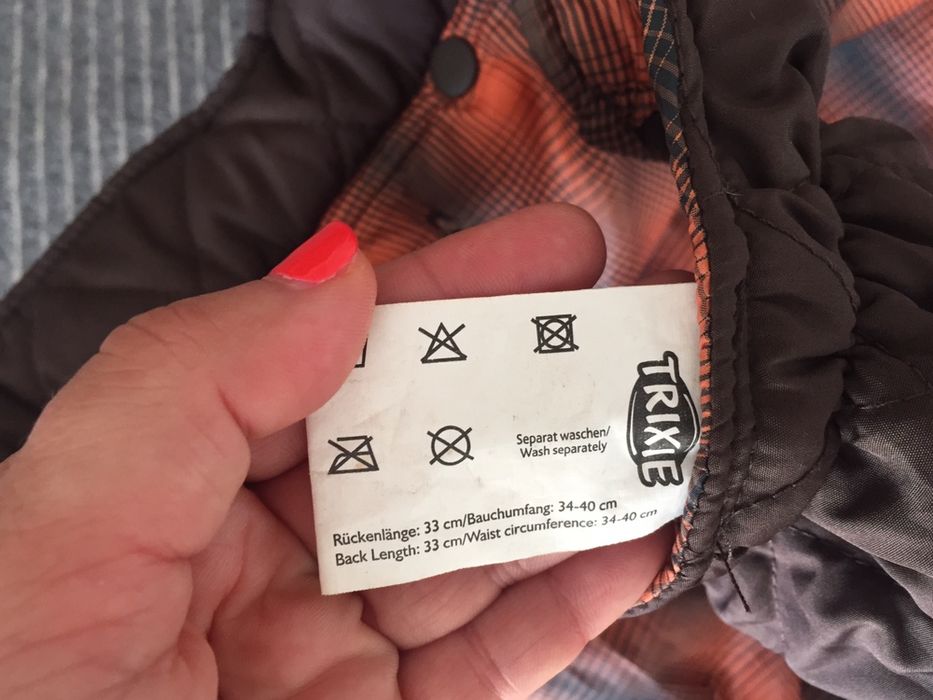 TRIXIE
Separat waschen/
Wash separately
Rückenlänge: 33 cm/Bauchumfang: 34-40 cm
Back Length: 33 cm/Waist circumference: 34-40 cm